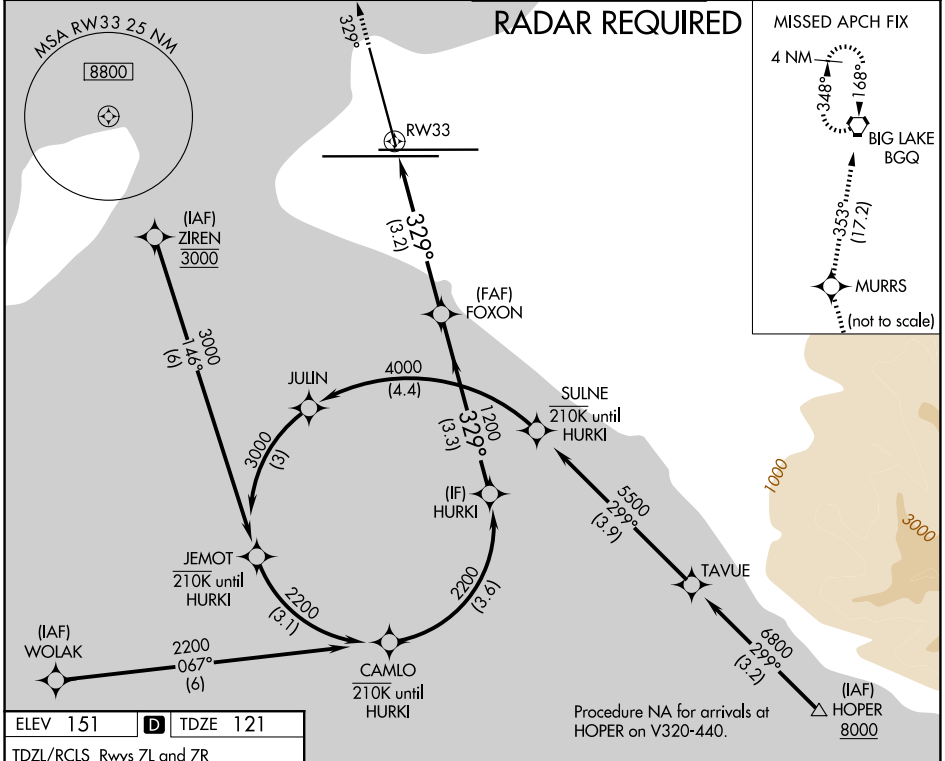 RADAR REQUIRED
MSA RW33 25 NM
8800
329°
RW33
MISSED APCH FIX
4 NM
348°
168°
BIG LAKE
BGQ
353°
(17.2)
MURRS
(not to scale)
(IAF)
ZIREN
3000
329°
(3.2)
(FAF)
FOXON
3000
146°
(6)
JULIN
4000
(4.4)
SULNE
210K until
HURKI
1200
329°
(3.3)
3000
(3)
(IF)
HURKI
1000
3000
5500
299°
(3.9)
JEMOT
210K until
HURKI
TAVUE
2200
(3.1)
2200
(3.6)
(IAF)
WOLAK
2200
067°
(6)
CAMLO
210K until
HURKI
6800
299°
(3.2)
(IAF)
HOPER
8000
Procedure NA for arrivals at
HOPER on V320-440.
ELEV 151 D TDZE 121
TDZL/RCLS Rwys 7L and 7R